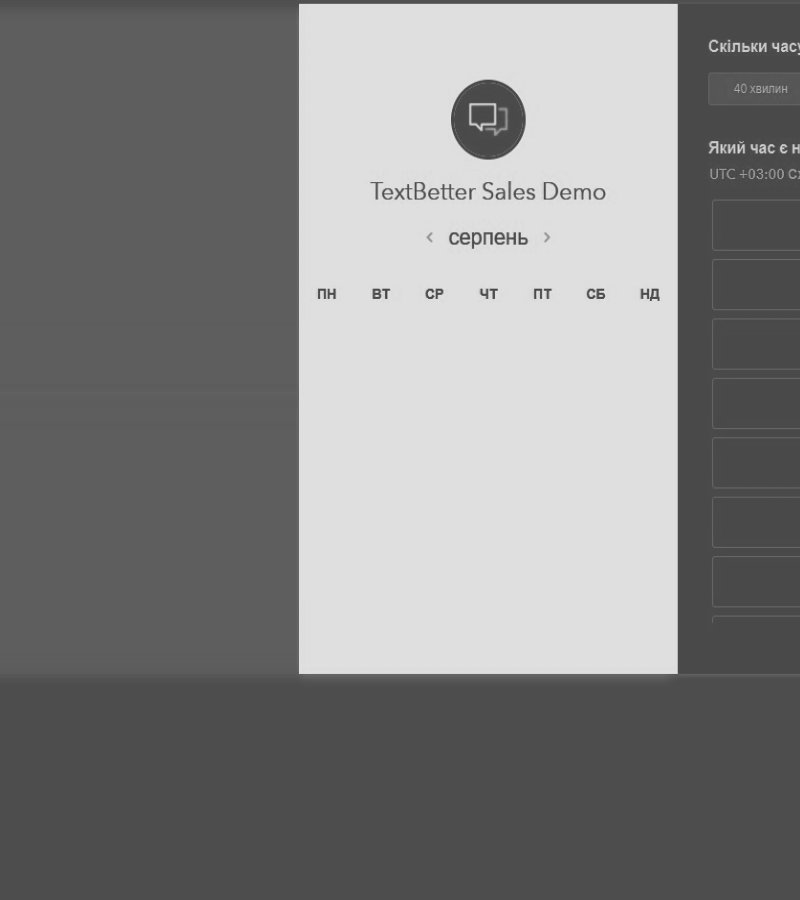 TextBetter Sales Demo
серпень
ПН ВТ СР ЧТ ПТ СБ НД
Скільки часу
40 хвилин
Який час є н
UTC +03:00